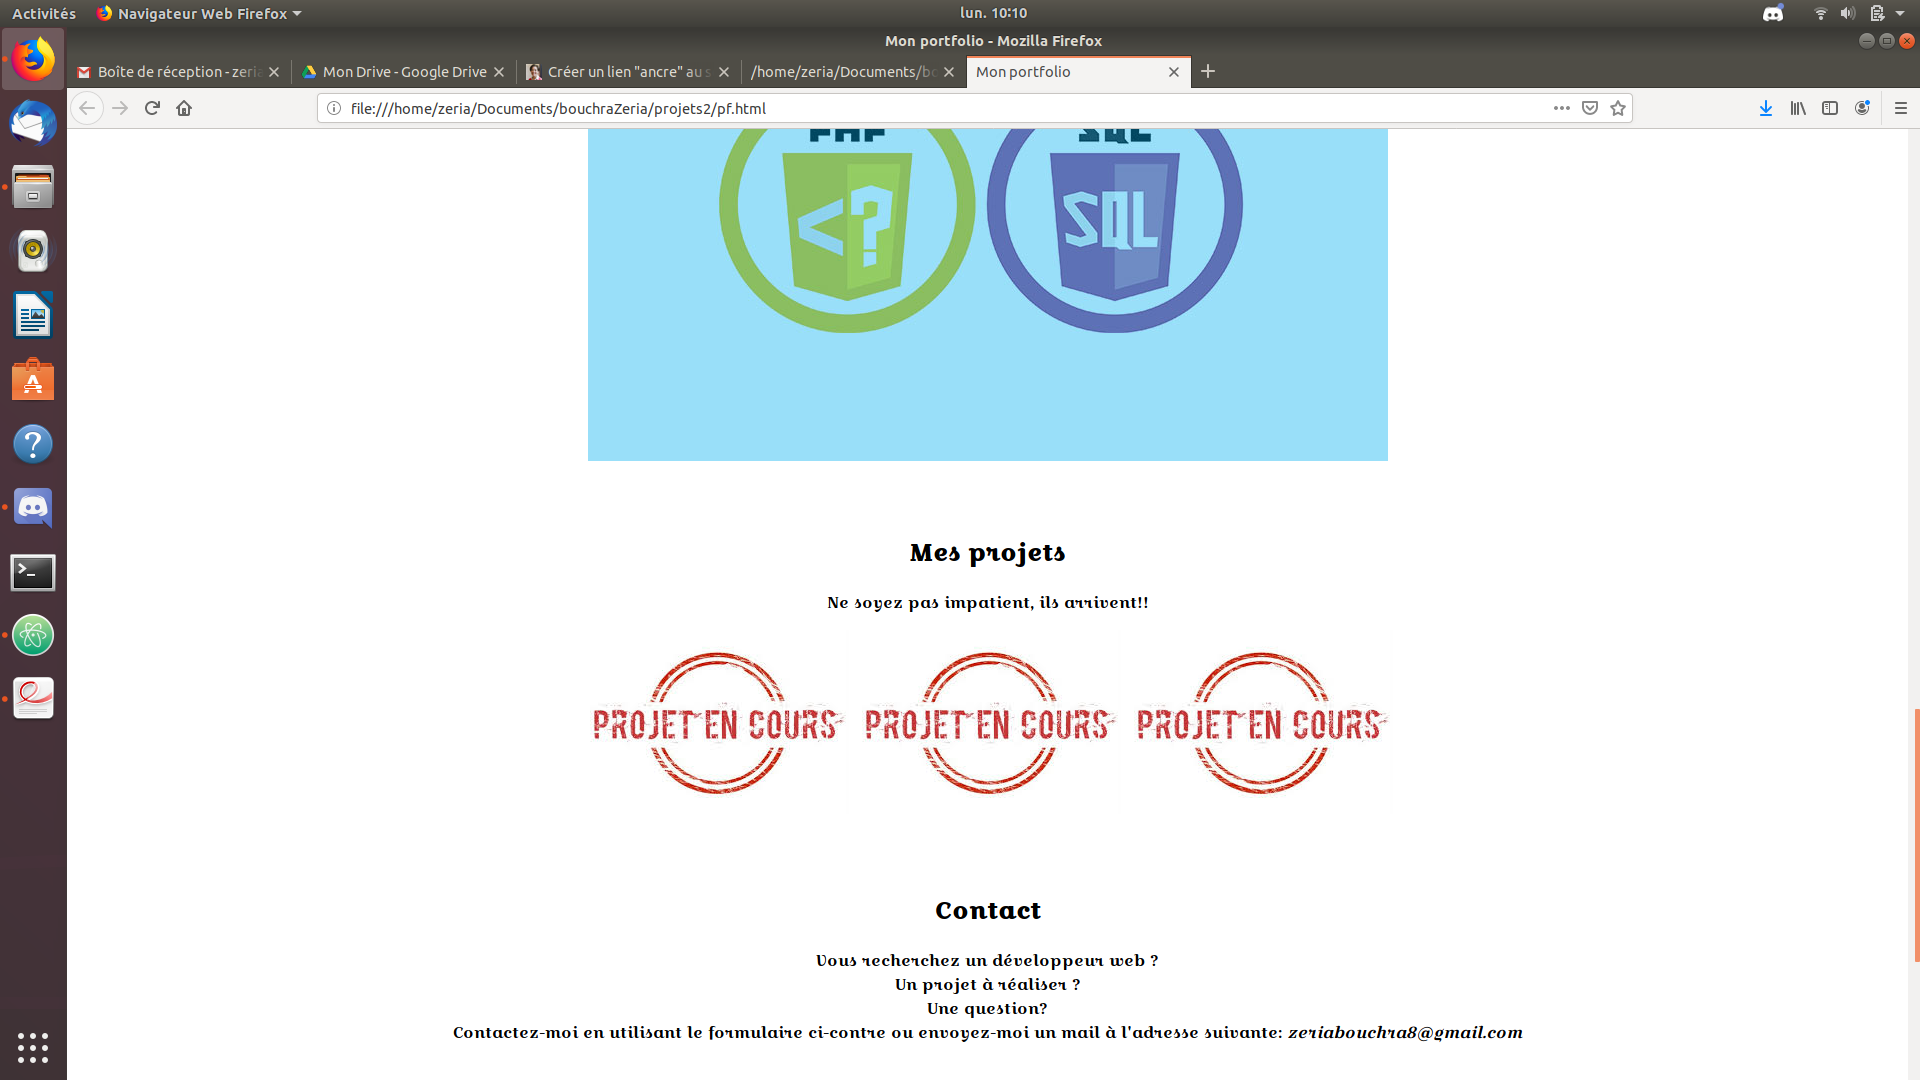 Activités
Navigateur Web Firefox
lun. 10:10
Mon portfolio - Mozilla Firefox
Boîte de réception - zeria
Mon Drive - Google Drive
Créer un lien "ancre" au s
/home/zeria/Documents/bo
Mon portfolio
file:///home/zeria/Documents/bouchraZeria/projets2/pf.html
PHP
SQL
<?
SQL
Mes projets
Ne soyez pas impatient, ils arrivent!!
PROJET EN COURS
PROJET EN COURS
PROJET EN COURS
Contact
Vous recherchez un développeur web ?
Un projet à réaliser ?
Une question?
Contactez-moi en utilisant le formulaire ci-contre ou envoyez-moi un mail à l'adresse suivante: zeriabouchra8@gmail.com